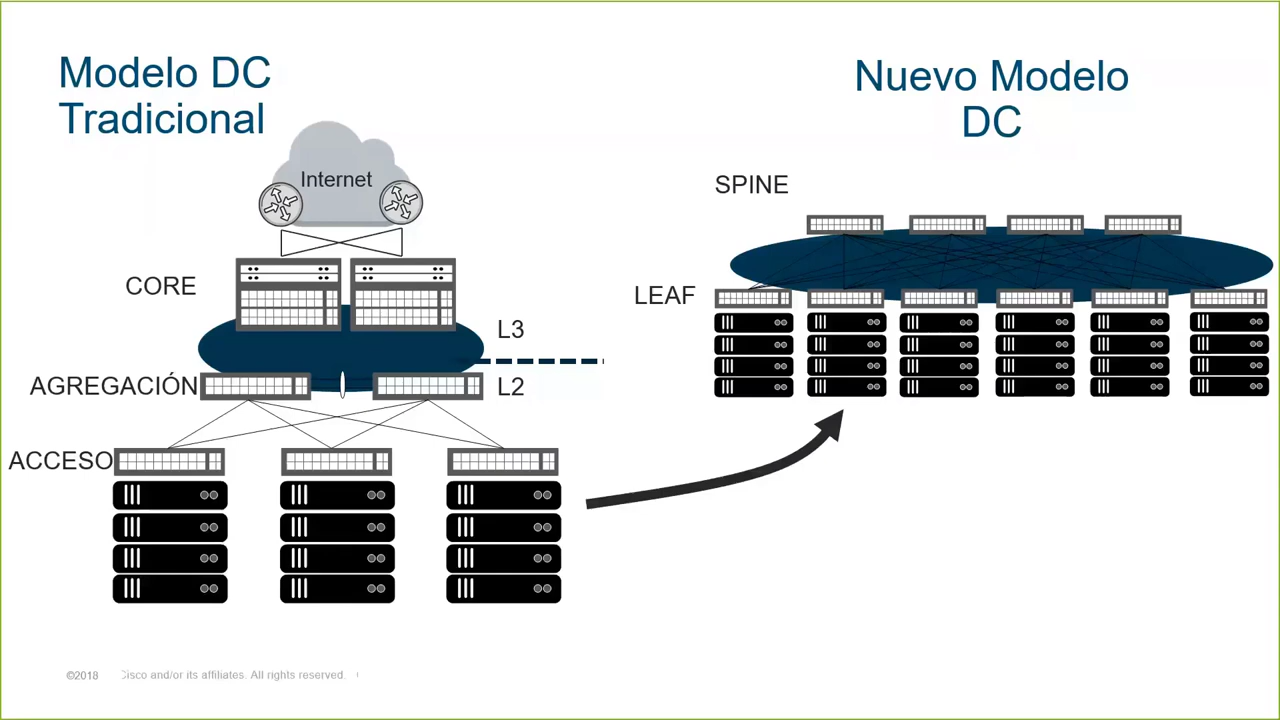 Modelo DC
Tradicional
Internet
CORE
L3
AGREGACIÓN
L2
ACCESO
Nuevo Modelo
DC
SPINE
LEAF
©2018 Cisco and/or its affiliates. All rights reserved.